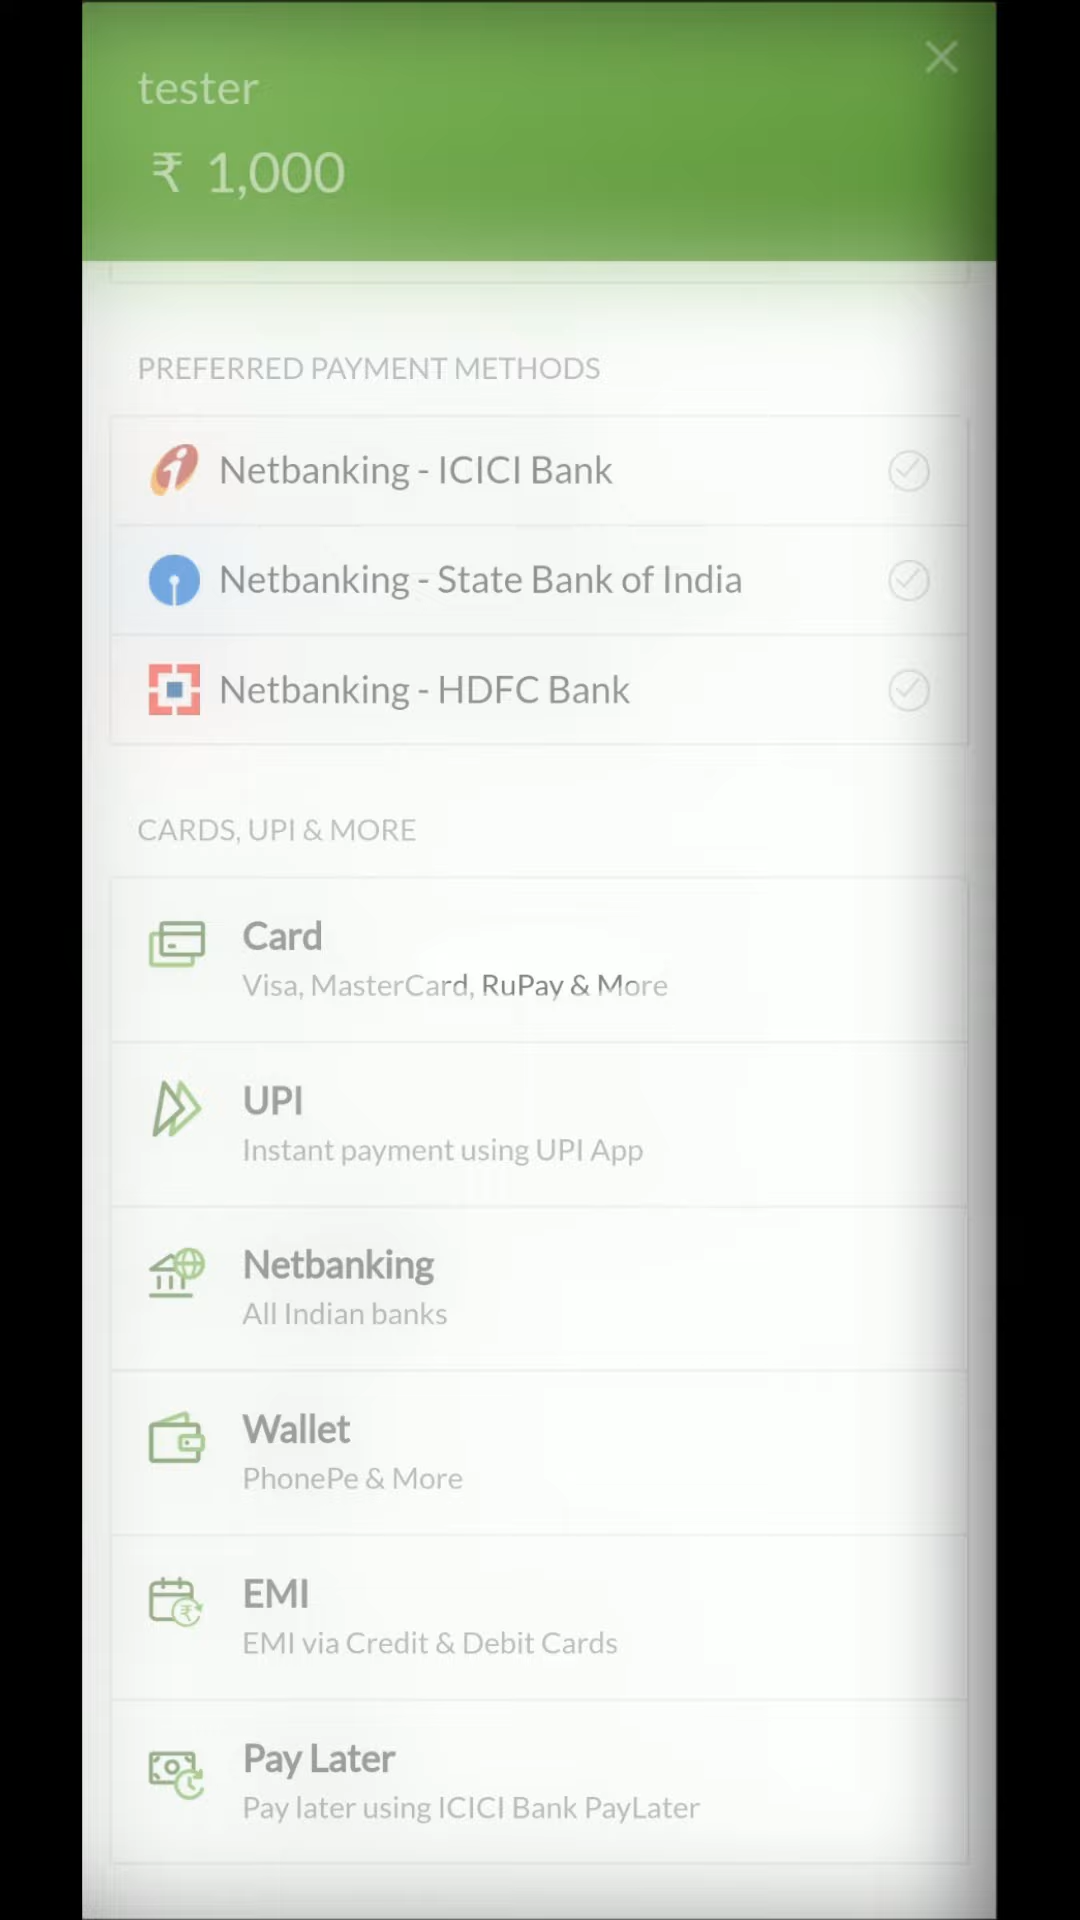 tester
₹ 1,000
PREFERRED PAYMENT METHODS
Netbanking - ICICI Bank
Netbanking - State Bank of India
Netbanking - HDFC Bank
CARDS, UPI & MORE
Card
Visa, MasterCard, RuPay & More
UPI
Instant payment using UPI App
Netbanking
All Indian banks
Wallet
PhonePe & More
EMI
EMI via Credit & Debit Cards
Pay Later
Pay later using ICICI Bank PayLater